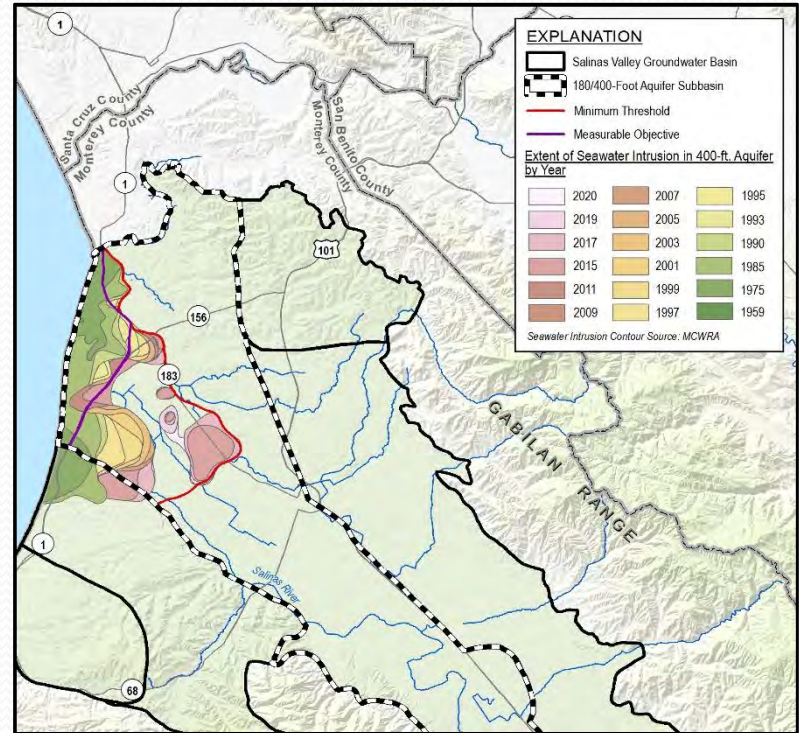 EXPLANATION
Salinas Valley Groundwater Basin
180/400-Foot Aquifer Subbasin
Minimum Threshold
Measurable Objective
Extent of Seawater Intrusion in 400-ft. Aquifer
by Year
2020 2007 1995
2019 2005 1993
2017 2003 1990
2015 2001 1985
2011 1999 1975
2009 1997 1959
Seawater Intrusion Contour Source: MCWRA
1
Santa Cruz County
Monterey County
San Benito County
Monterey County
1
101
156
183
GABILAN RANGE
1
Salinas River
68